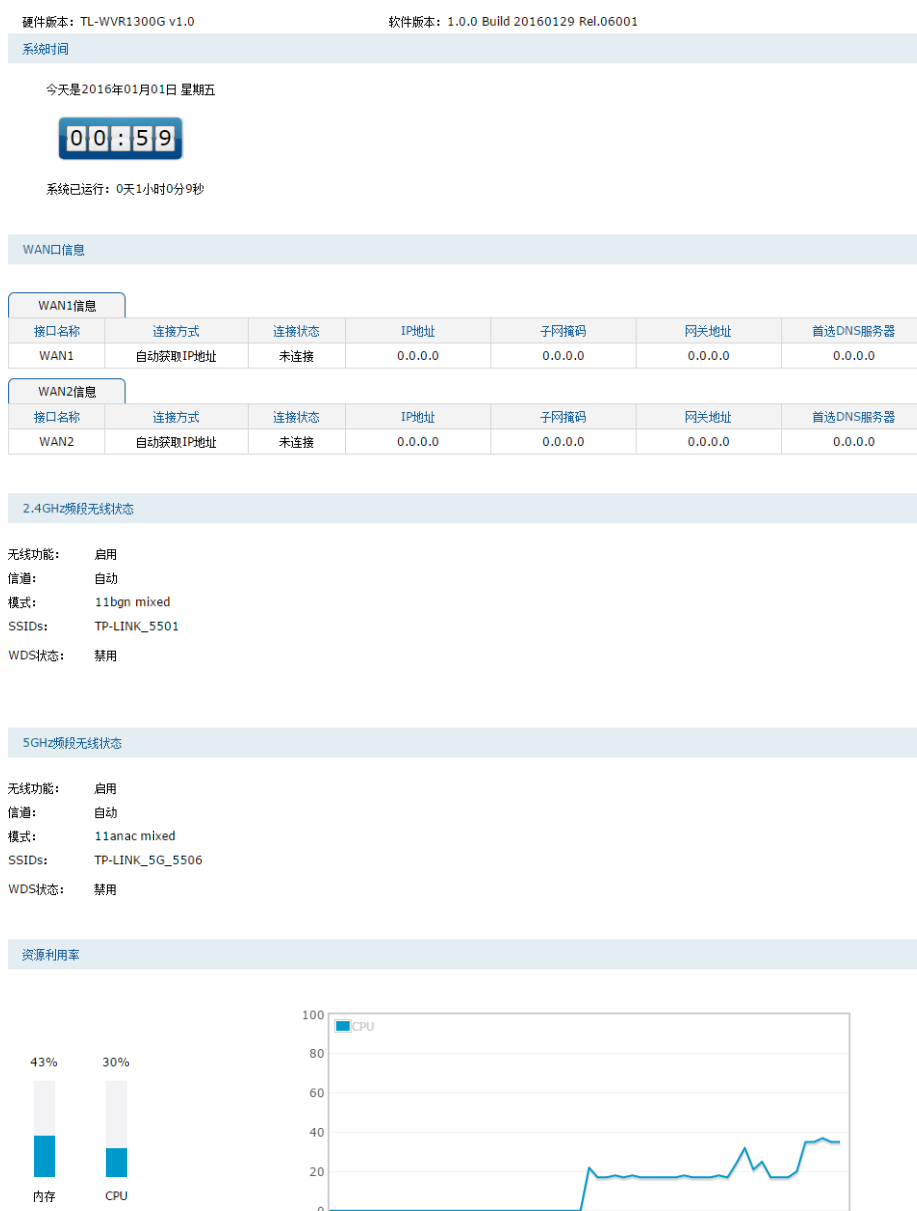 硬件版本：TL-WVR1300G v1.0 软件版本：1.0.0 Build 20160129 Rel.06001
系统时间
今天是2016年01月01日 星期五
00:59
系统已运行：0天1小时0分9秒
WAN口信息
WAN1信息
接口名称 连接方式 连接状态 IP地址 子网掩码 网关地址 首选DNS服务器
WAN1 自动获取IP地址 未连接 0.0.0.0 0.0.0.0 0.0.0.0 0.0.0.0
WAN2信息
接口名称 连接方式 连接状态 IP地址 子网掩码 网关地址 首选DNS服务器
WAN2 自动获取IP地址 未连接 0.0.0.0 0.0.0.0 0.0.0.0 0.0.0.0
2.4GHz频段无线状态
无线功能： 启用
信道： 自动
模式： 11bgn mixed
SSIDs: TP-LINK_5501
WDS状态： 禁用
5GHz频段无线状态
无线功能： 启用
信道： 自动
模式： 11anac mixed
SSIDs: TP-LINK_5G_5506
WDS状态： 禁用
资源利用率
43% 30%
内存 CPU
CPU
100
80
60
40
20
0